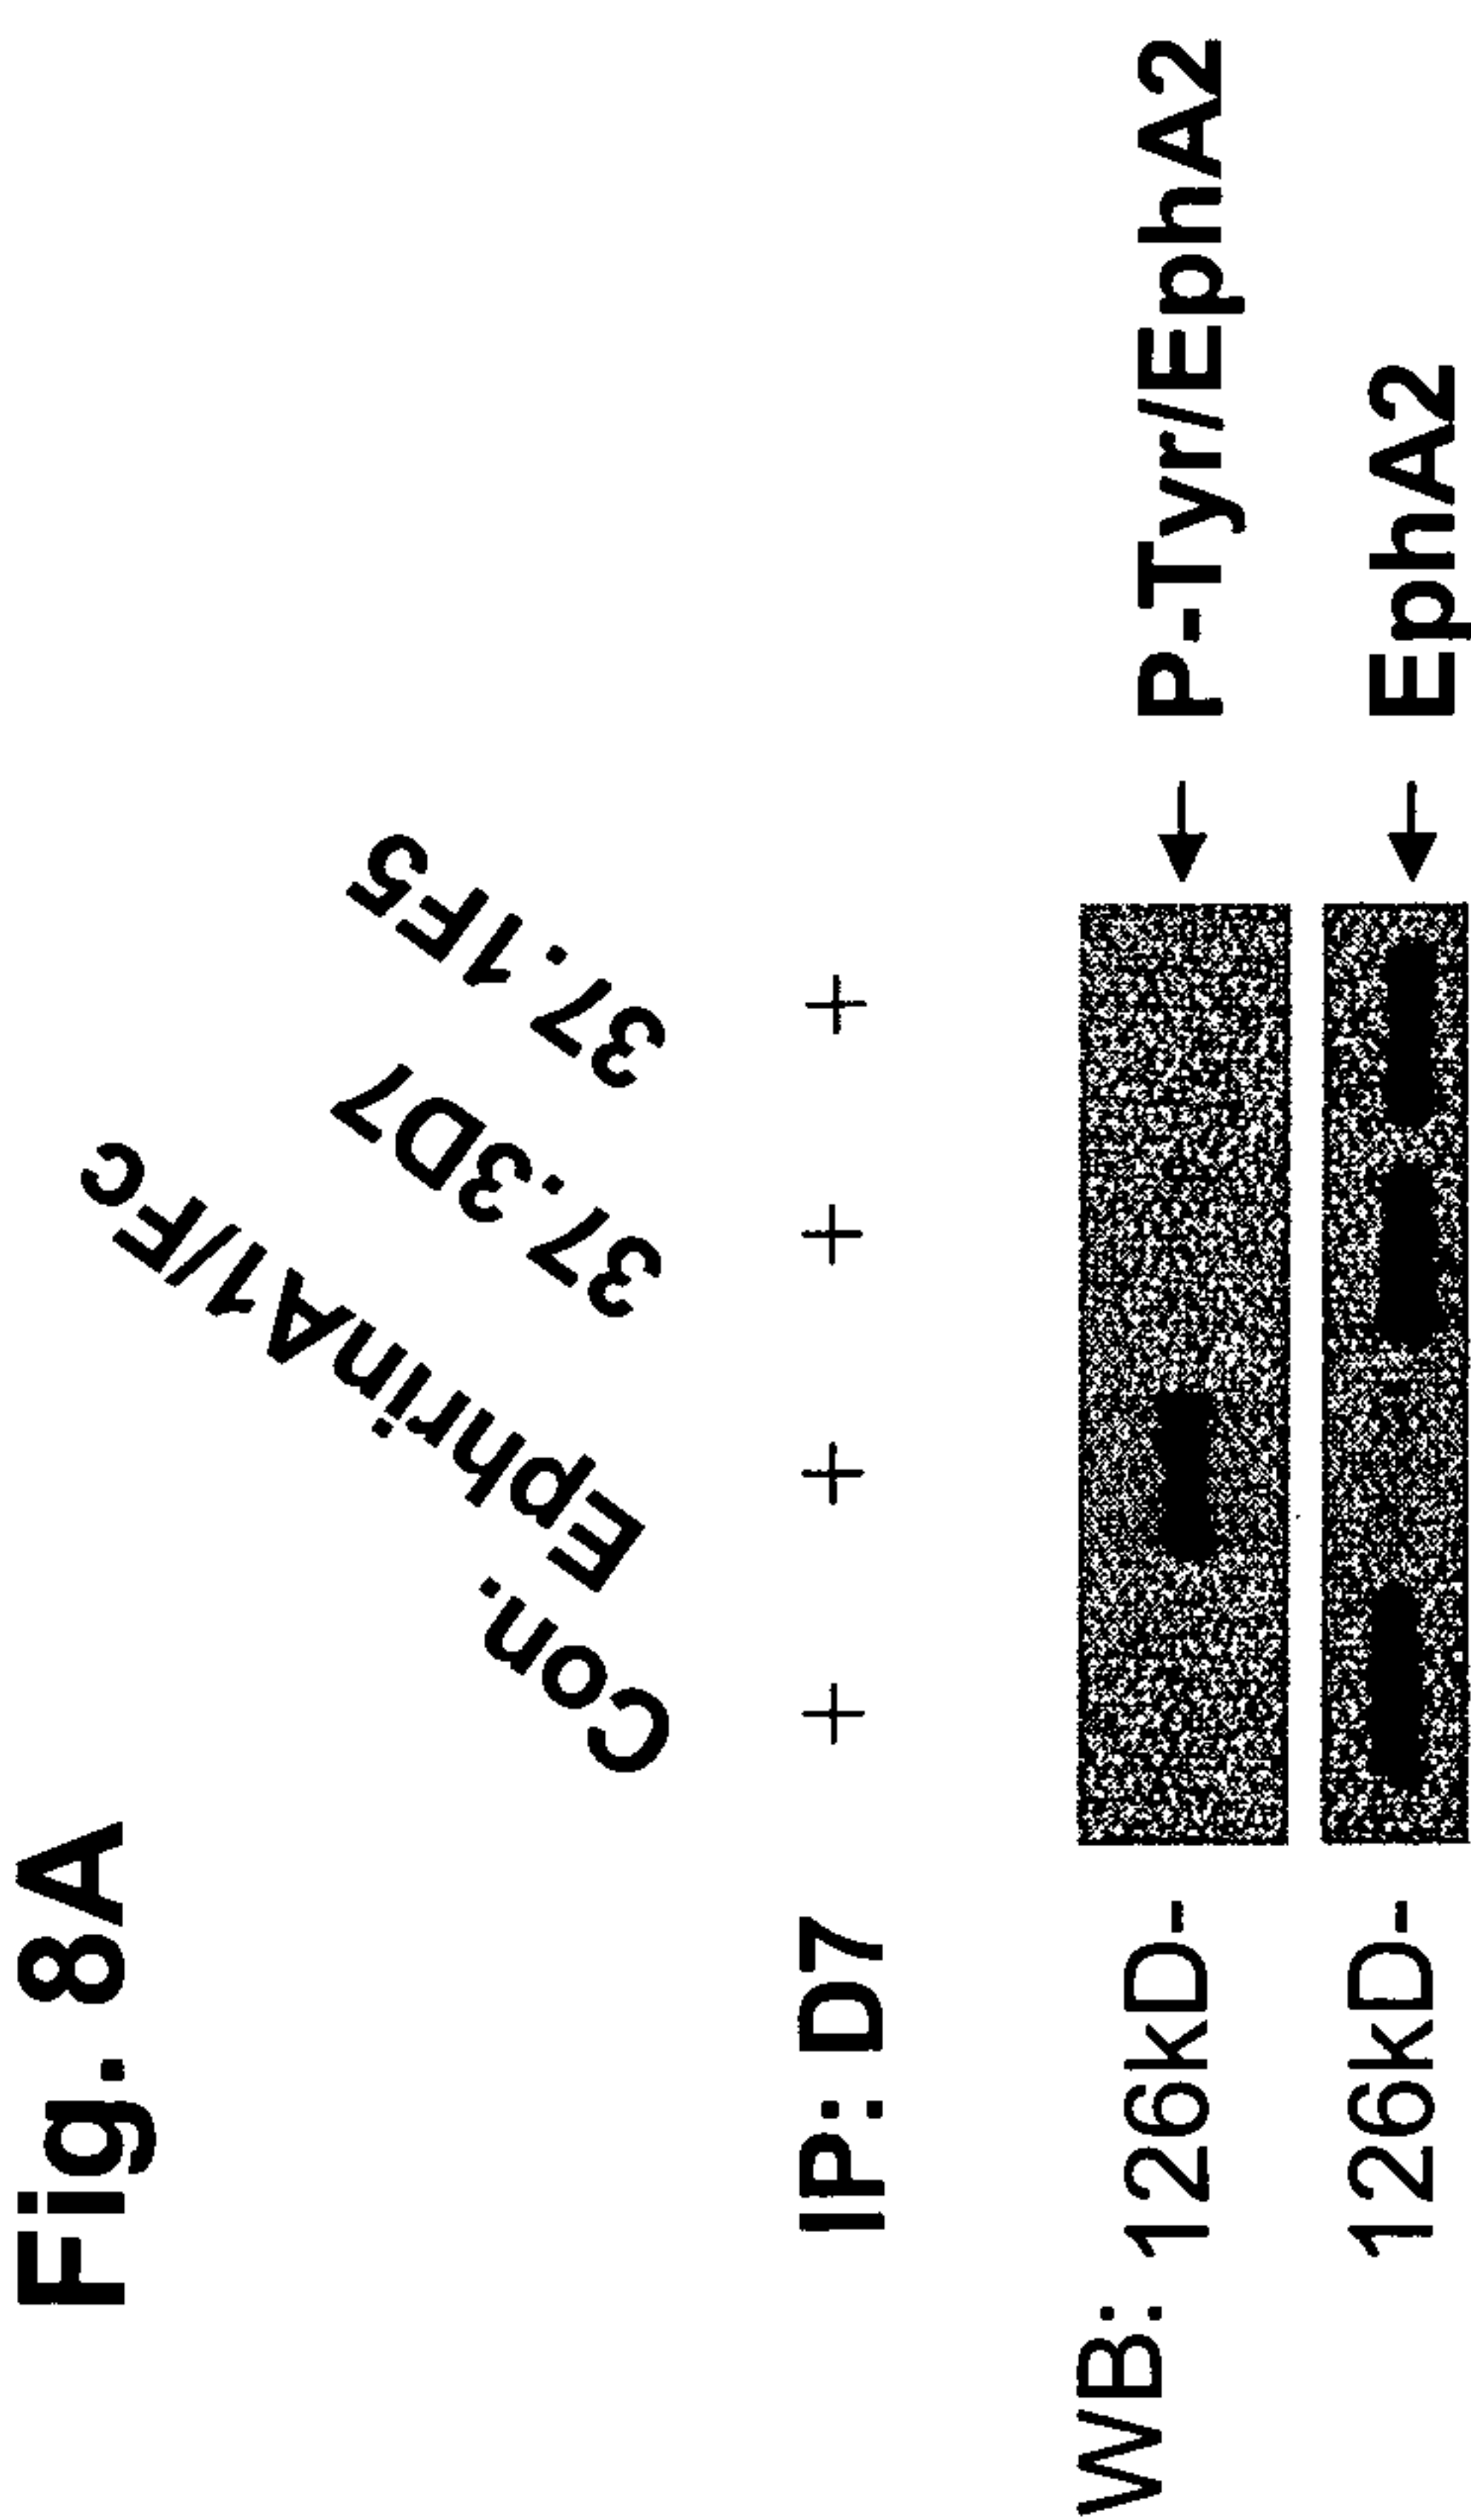 Fig. 8A
Con. EphrinA1/Fc 37.3D7 37.1F5
IP: D7 + + + +
WB: 126kD- P-Tyr/EphA2
126kD- EphA2